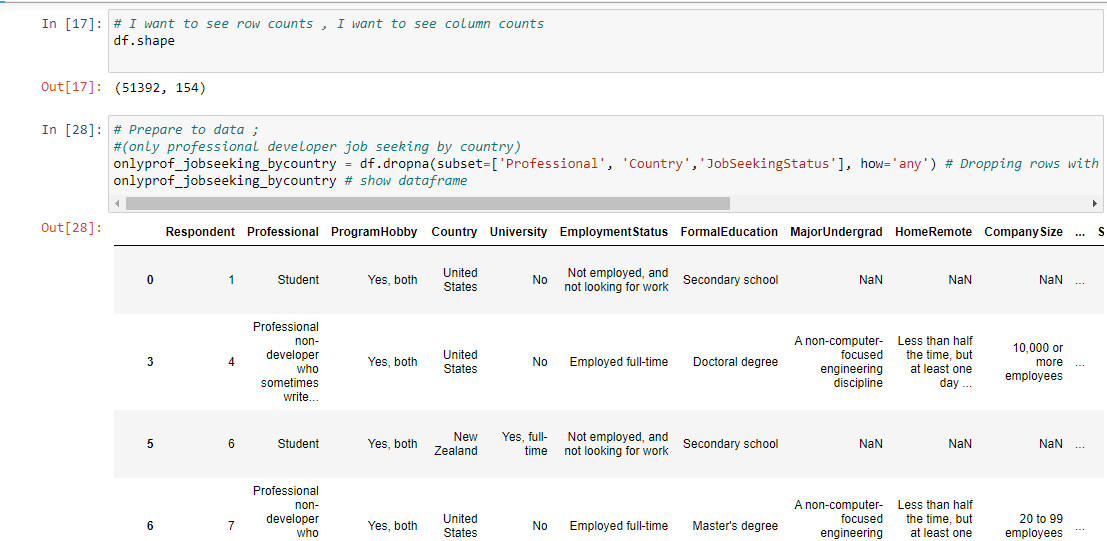 In [17]: # I want to see row counts , I want to see column counts
df.shape
Out[17]: (51392, 154)
In [28]: # Prepare to data ;
#(only professional developer job seeking by country)
onlyprof_jobseeking_bycountry = df.dropna(subset=['Professional', 'Country','JobSeekingStatus'], how='any') # Dropping rows with
onlyprof_jobseeking_bycountry # show dataframe
Out[28]:
Respondent Professional ProgramHobby Country University EmploymentStatus FormalEducation MajorUndergrad HomeRemote CompanySize ... S
0 1 Student Yes, both United States No Not employed, and not looking for work Secondary school NaN NaN NaN ...
3 4 Professional non-developer who sometimes write... Yes, both United States No Employed full-time Doctoral degree A non-computer-focused engineering discipline Less than half the time, but at least one day ... 10,000 or more employees ...
5 6 Student Yes, both New Zealand Yes, full-time Not employed, and not looking for work Secondary school NaN NaN NaN ...
6 7 Professional non-developer who Yes, both United States No Employed full-time Master's degree A non-computer-focused engineering Less than half the time, but at least one 20 to 99 employees ...